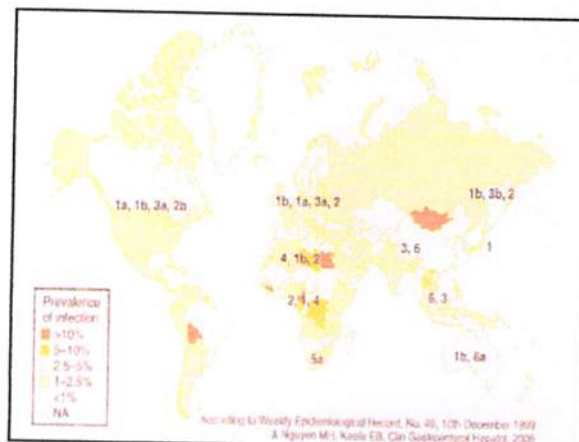 1a, 1b, 3a, 2b
1b, 1a, 3a, 2
1b, 3b, 2
4, 1b, 2
3, 6
1
2, 1, 4
6, 3
5a
1b, 6a
Prevalence
of infection
>10%
5–10%
2.5–5%
1–2.5%
<1%
NA
According to Weekly Epidemiological Record, No. 49, 10th December 1999
& Nguyen MH, Keeffe EB, Clin Gastroenterol Hepatol, 2005